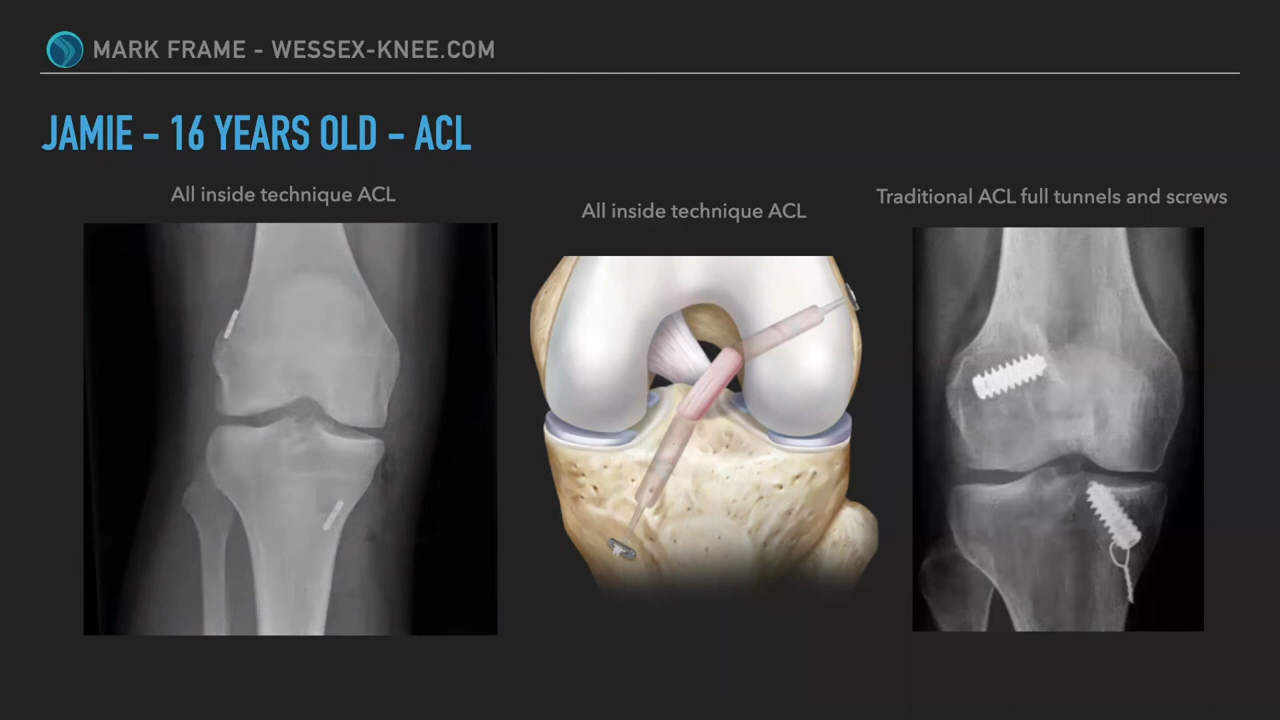 MARK FRAME - WESSEX-KNEE.COM
JAMIE – 16 YEARS OLD – ACL
All inside technique ACL
All inside technique ACL
Traditional ACL full tunnels and screws